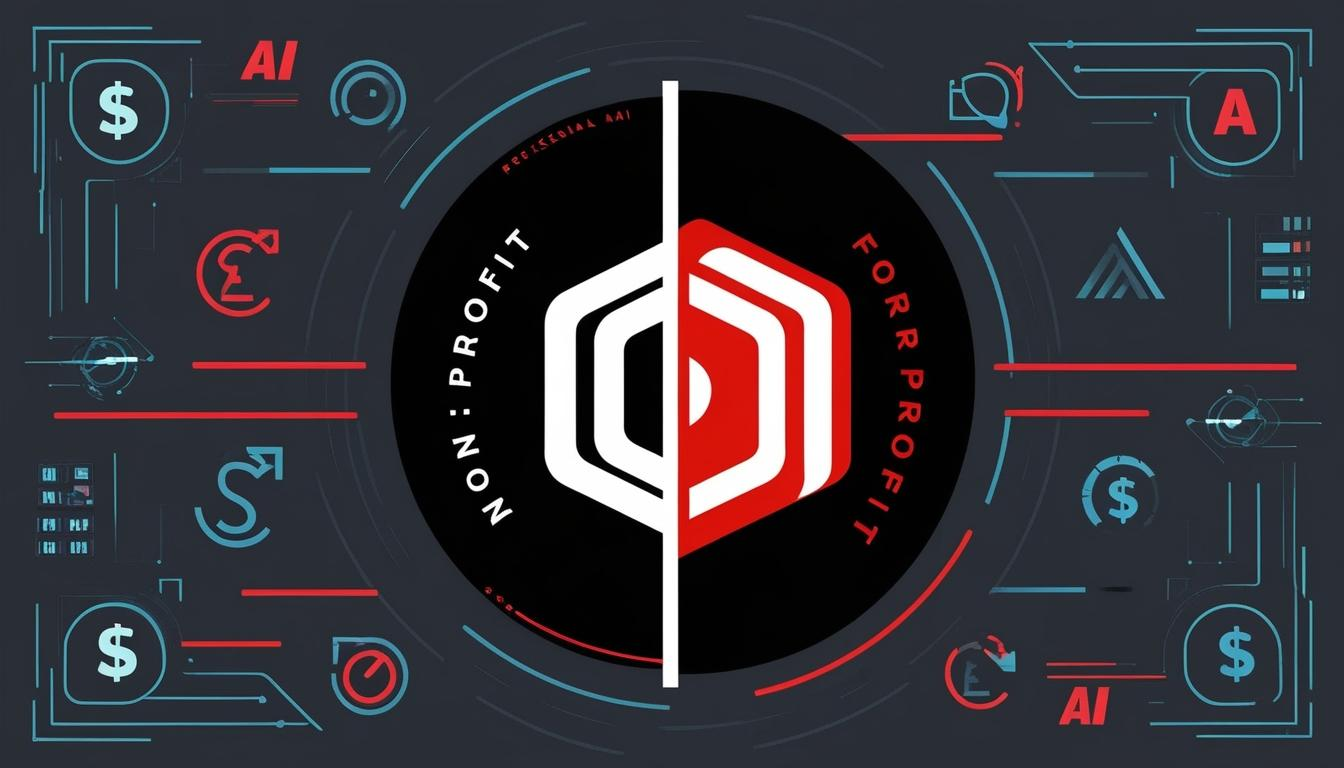 $
AI
A
NON:PROFIT
FORR PROFIT
$
$
$
AI